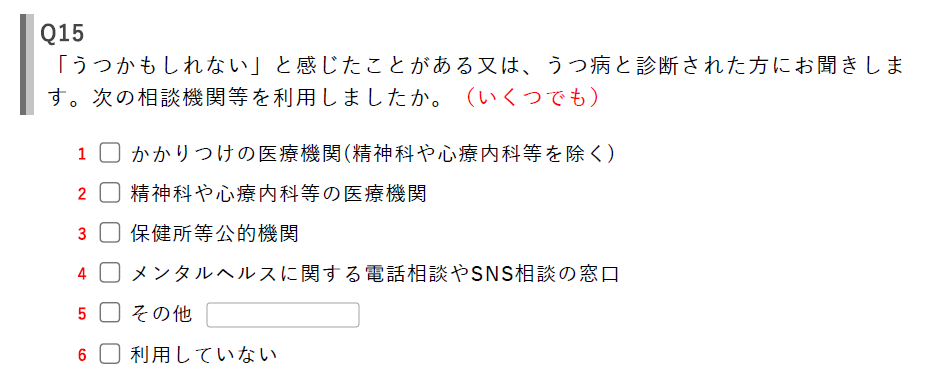 Q15
「うつかもしれない」と感じたことがある又は、うつ病と診断された方にお聞きしま
す。次の相談機関等を利用しましたか。（いくつでも）
1 かかりつけの医療機関(精神科や心療内科等を除く)
2 精神科や心療内科等の医療機関
3 保健所等公的機関
4 メンタルヘルスに関する電話相談やSNS相談の窓口
5 その他
6 利用していない